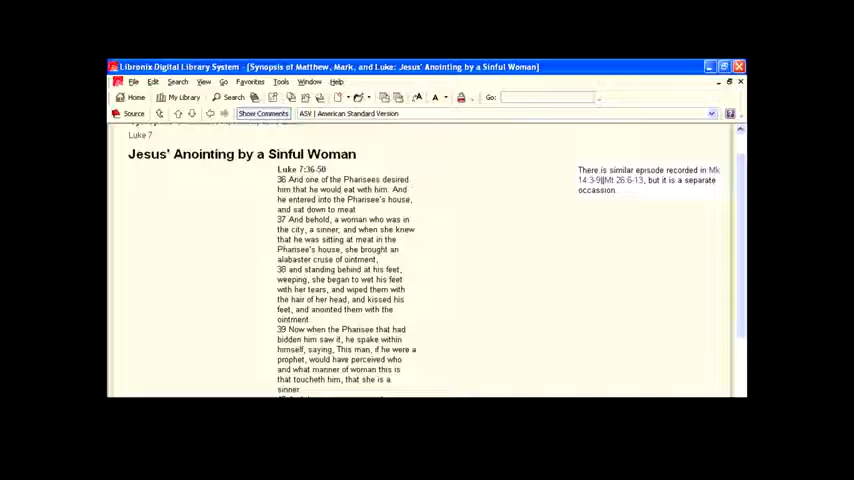 Libronix Digital Library System - [Synopsis of Matthew, Mark, and Luke: Jesus' Anointing by a Sinful Woman]
File Edit Search View Go Favorites Tools Window Help
Home My Library Search A A Go:
Source Show Comments ASV | American Standard Version
Luke 7
Jesus' Anointing by a Sinful Woman
Luke 7:36-50
36 And one of the Pharisees desired
him that he would eat with him. And
he entered into the Pharisee's house,
and sat down to meat
37 And behold, a woman who was in
the city, a sinner; and when she knew
that he was sitting at meat in the
Pharisee's house, she brought an
alabaster cruse of ointment,
38 and standing behind at his feet,
weeping, she began to wet his feet
with her tears, and wiped them with
the hair of her head, and kissed his
feet, and anointed them with the
ointment.
39 Now when the Pharisee that had
bidden him saw it, he spake within
himself, saying, This man, if he were a
prophet, would have perceived who
and what manner of woman this is
that toucheth him, that she is a
sinner.
There is similar episode recorded in Mk
14:3-9||Mt 26:6-13, but it is a separate
occassion.